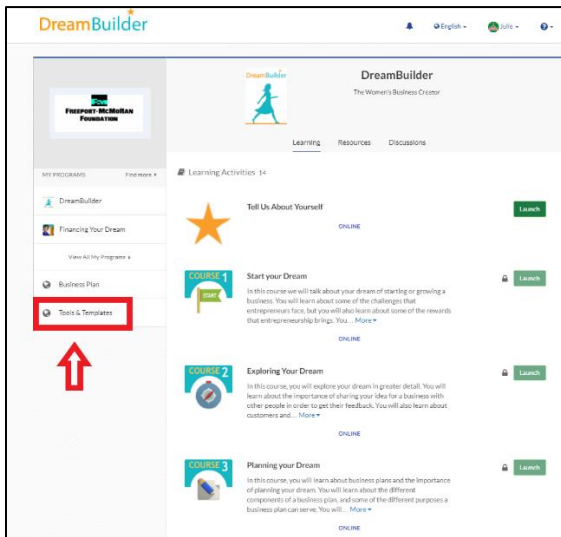 DreamBuilder
English
Julie
FREEPORT-MCMORAN
FOUNDATION
MY PROGRAMS
Find more
DreamBuilder
Financing Your Dream
View All My Programs
Business Plan
Tools & Templates
DreamBuilder
DreamBuilder
The Women's Business Creator
Learning Resources Discussions
Learning Activities 14
Tell Us About Yourself
Launch
ONLINE
COURSE 1
START
Start your Dream
Launch
In this course we will talk about your dream of starting or growing a
business. You will learn about some of the challenges that
entrepreneurs face, but you will also learn about some of the rewards
that entrepreneurship brings. You... More
ONLINE
COURSE 2
Exploring Your Dream
Launch
In this course, you will explore your dream in greater detail. You will
learn about the importance of sharing your idea for a business with
other people in order to get their feedback. You will also learn about
customers and... More
ONLINE
COURSE 3
Planning your Dream
Launch
In this course, you will learn about business plans and the importance
of planning your dream. You will learn about the different
components of a business plan, and some of the different purposes a
business plan can serve. You will... More
ONLINE